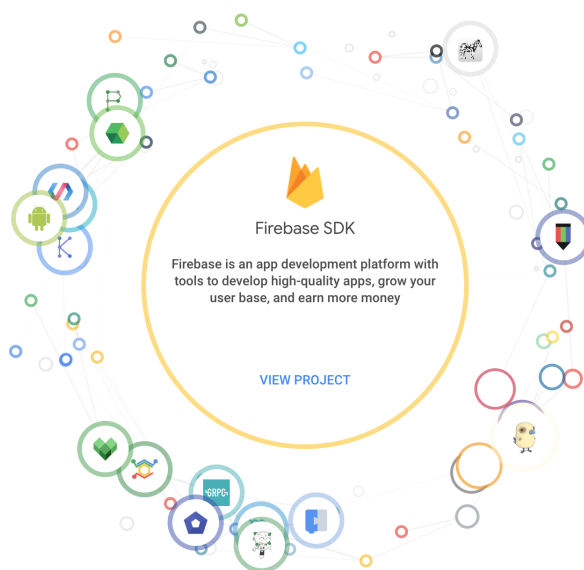 Firebase SDK
Firebase is an app development platform with
tools to develop high-quality apps, grow your
user base, and earn more money
VIEW PROJECT
GRPC